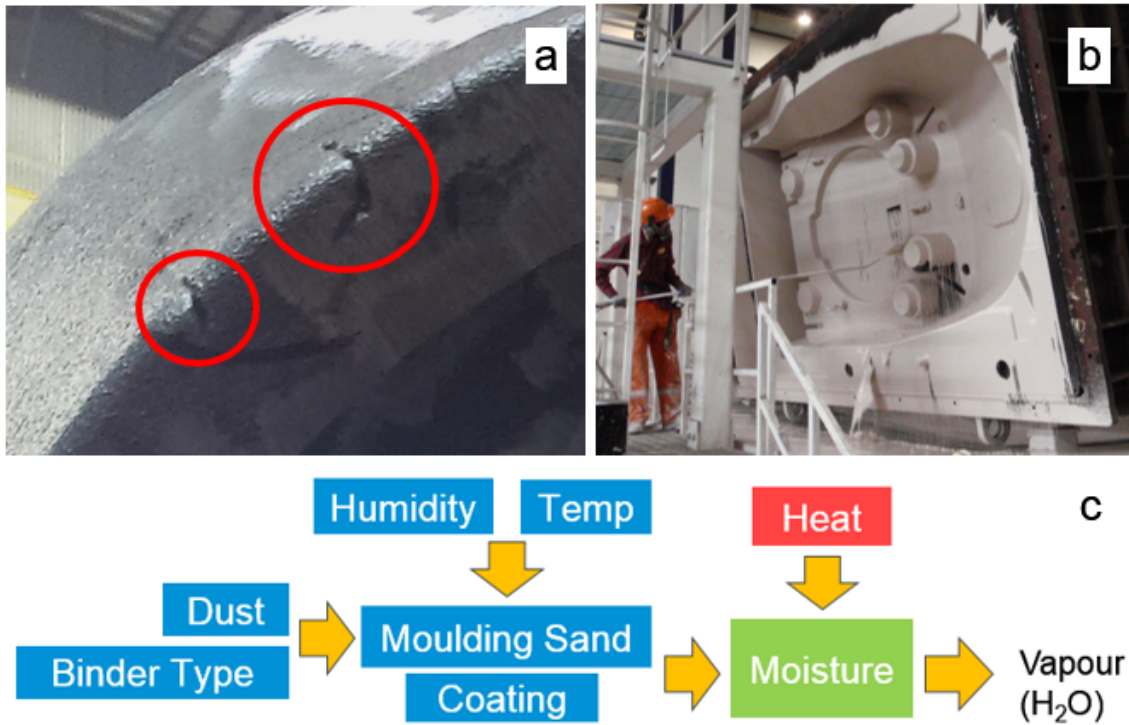 a
b
c
Humidity
Temp
Heat
Dust
Binder Type
Moulding Sand
Coating
Moisture
Vapour
(H₂O)